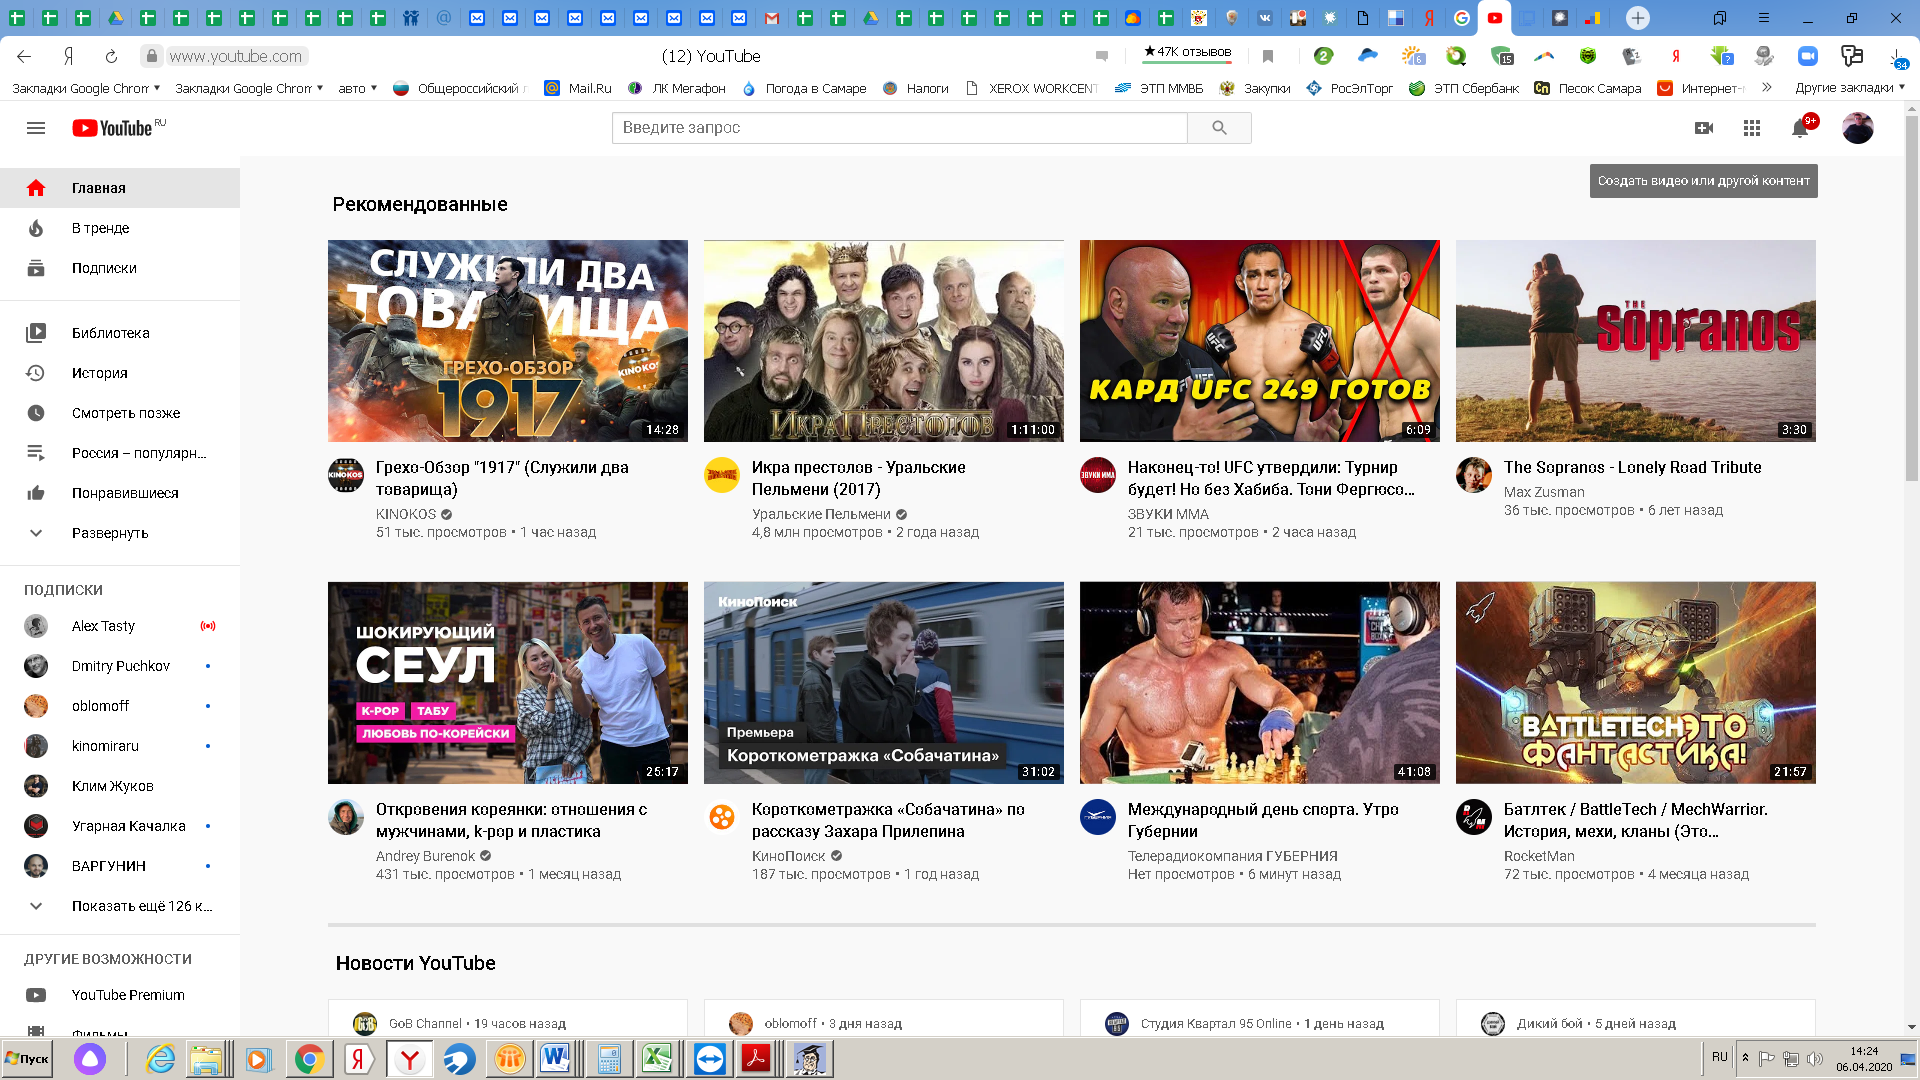 www.youtube.com
(12) YouTube
★47K отзывов
2
6
15
?
34
Закладки Google Chrom
Закладки Google Chrom
авто
Общероссийский
Mail.Ru
ЛК Мегафон
Погода в Самаре
Налоги
XEROX WORKCENT
ЭТП ММВБ
Закупки
РосЭлТорг
ЭТП Сбербанк
Песок Самара
Интернет-
Другие закладки
YouTube RU
Введите запрос
9+
Создать видео или другой контент
Главная
В тренде
Подписки
Библиотека
История
Смотреть позже
Россия – популярн...
Понравившиеся
Развернуть
ПОДПИСКИ
Alex Tasty
Dmitry Puchkov
oblomoff
kinomiraru
Клим Жуков
Угарная Качалка
ВАРГУНИН
Показать ещё 126 к...
ДРУГИЕ ВОЗМОЖНОСТИ
YouTube Premium
Фильмы
Рекомендованные
СЛУЖИЛИ ДВА
ТОВАРИЩА
ГРЕХО-ОБЗОР
1917
KINOKOS
14:28
Грехо-Обзор "1917" (Служили два
товарища)
KINOKOS
51 тыс. просмотров • 1 час назад
ИКРА ПРЕСТОЛОВ
1:11:00
Икра престолов - Уральские
Пельмени (2017)
Уральские Пельмени
4,8 млн просмотров • 2 года назад
КАРД UFC 249 ГОТОВ
6:09
Наконец-то! UFC утвердили: Турнир
будет! Но без Хабиба. Тони Фергюсо...
ЗВУКИ ММА
21 тыс. просмотров • 2 часа назад
THE
SOPRANOS
3:30
The Sopranos - Lonely Road Tribute
Max Zusman
36 тыс. просмотров • 6 лет назад
ШОКИРУЮЩИЙ
СЕУЛ
K-POP ТАБУ
ЛЮБОВЬ ПО-КОРЕЙСКИ
25:17
Откровения кореянки: отношения с
мужчинами, k-pop и пластика
Andrey Burenok
431 тыс. просмотров • 1 месяц назад
КиноПоиск
Премьера
Короткометражка «Собачатина»
31:02
Короткометражка «Собачатина» по
рассказу Захара Прилепина
КиноПоиск
187 тыс. просмотров • 1 год назад
41:08
Международный день спорта. Утро
Губернии
Телерадиокомпания ГУБЕРНИЯ
Нет просмотров • 6 минут назад
BATTLETECH ЭТО
ФАНТАСТИКА!
21:57
Батлтек / BattleTech / MechWarrior.
История, мехи, кланы (Это...
RocketMan
72 тыс. просмотров • 4 месяца назад
Новости YouTube
GoB Channel • 19 часов назад
oblomoff • 3 дня назад
Студия Квартал 95 Online • 1 день назад
Дикий бой • 5 дней назад
Пуск
RU
14:24
06.04.2020